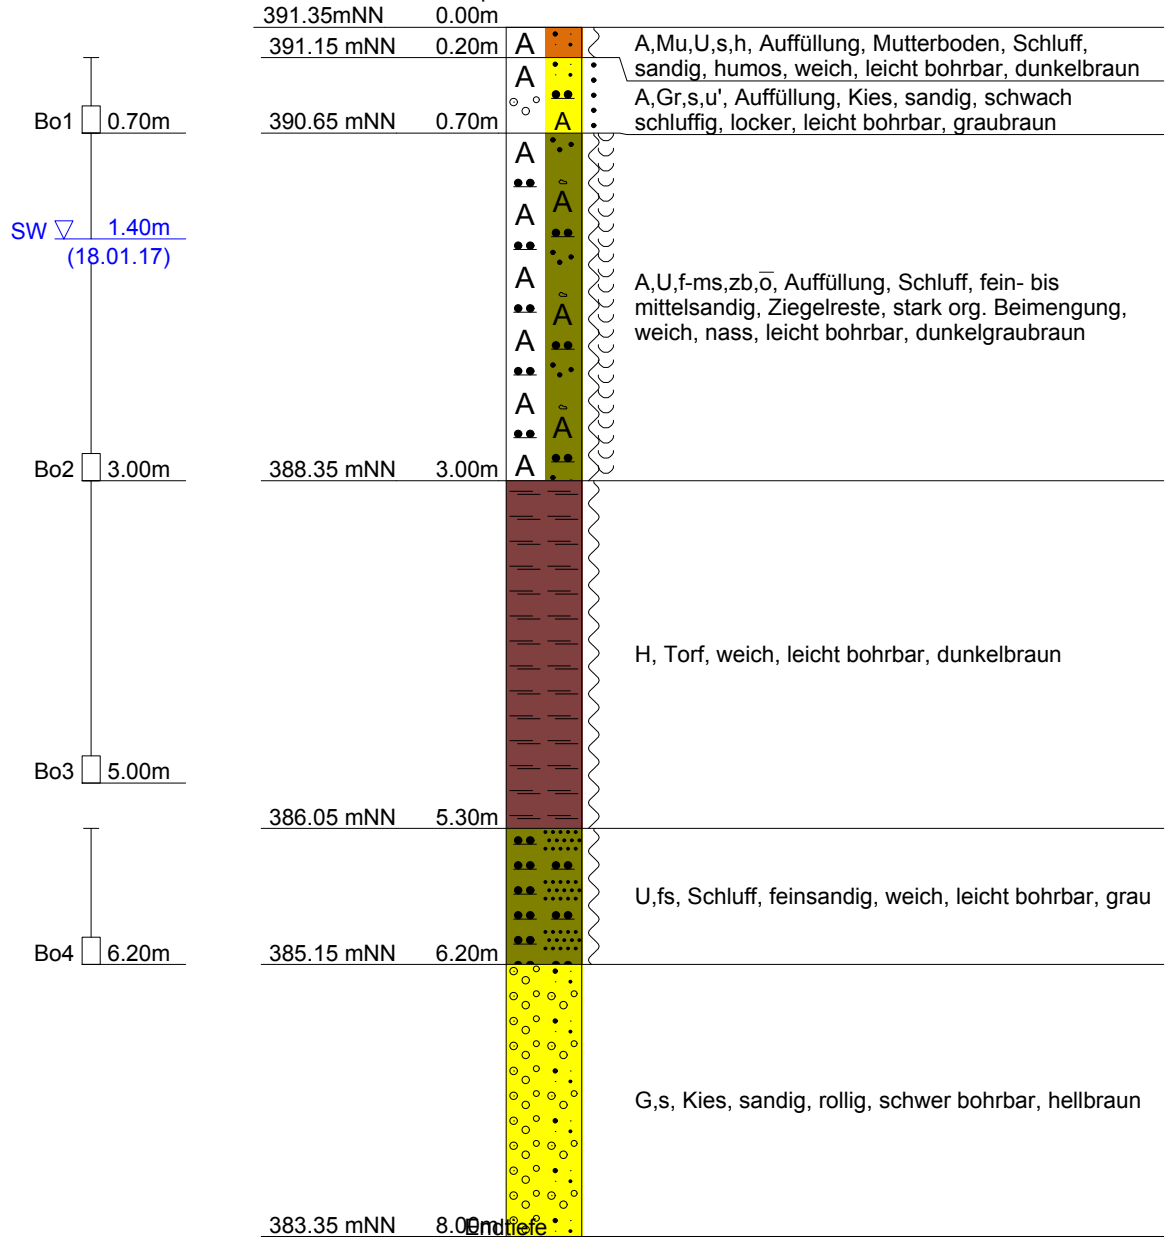 391.35mNN 0.00m
391.15 mNN 0.20m A A,Mu,U,s,h, Auffüllung, Mutterboden, Schluff,
sandig, humos, weich, leicht bohrbar, dunkelbraun
A
A,Gr,s,u', Auffüllung, Kies, sandig, schwach
Bo1 0.70m 390.65 mNN 0.70m A schluffig, locker, leicht bohrbar, graubraun
A
A
A
SW 1.40m
(18.01.17)
A
A,U,f-ms,zb,o̅, Auffüllung, Schluff, fein- bis
mittelsandig, Ziegelreste, stark org. Beimengung,
weich, nass, leicht bohrbar, dunkelgraubraun
A
A
A
A
Bo2 3.00m 388.35 mNN 3.00m A
H, Torf, weich, leicht bohrbar, dunkelbraun
Bo3 5.00m
386.05 mNN 5.30m
U,fs, Schluff, feinsandig, weich, leicht bohrbar, grau
Bo4 6.20m 385.15 mNN 6.20m
G,s, Kies, sandig, rollig, schwer bohrbar, hellbraun
383.35 mNN 8.00m Endtiefe